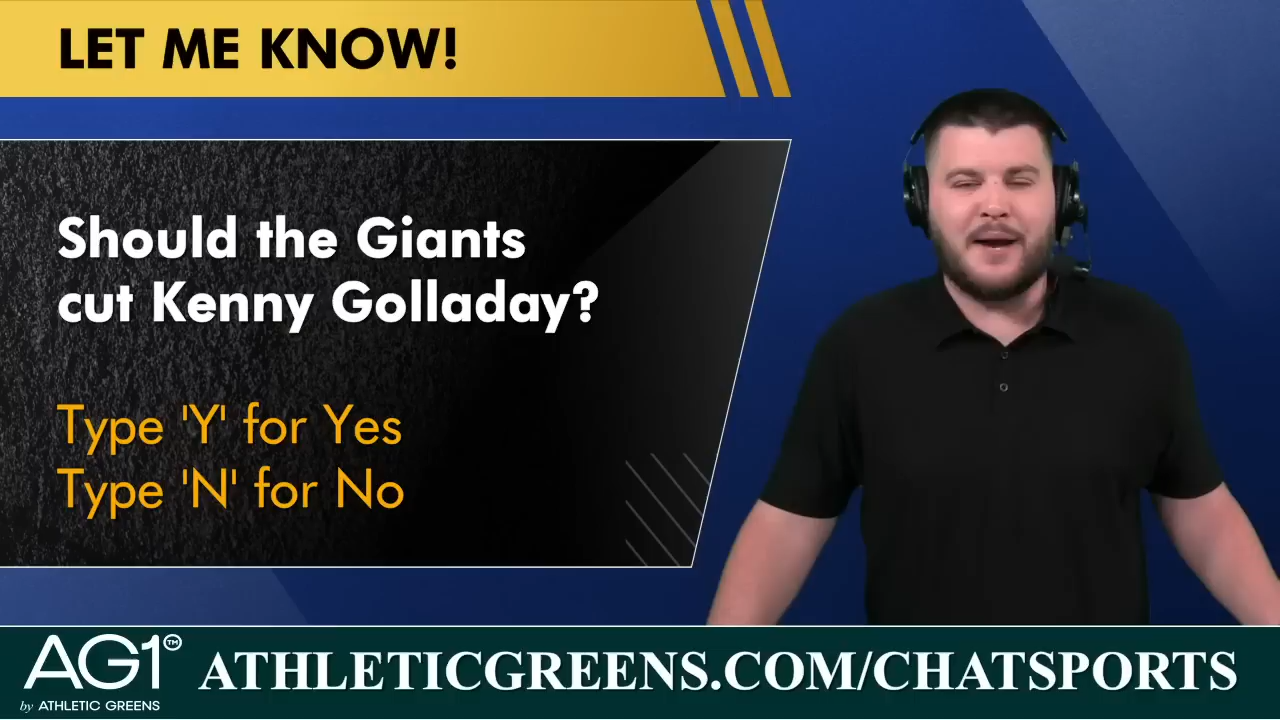 LET ME KNOW!
Should the Giants
cut Kenny Golladay?
Type 'Y' for Yes
Type 'N' for No
AG1™
by ATHLETIC GREENS
ATHLETICGREENS.COM/CHATSPORTS